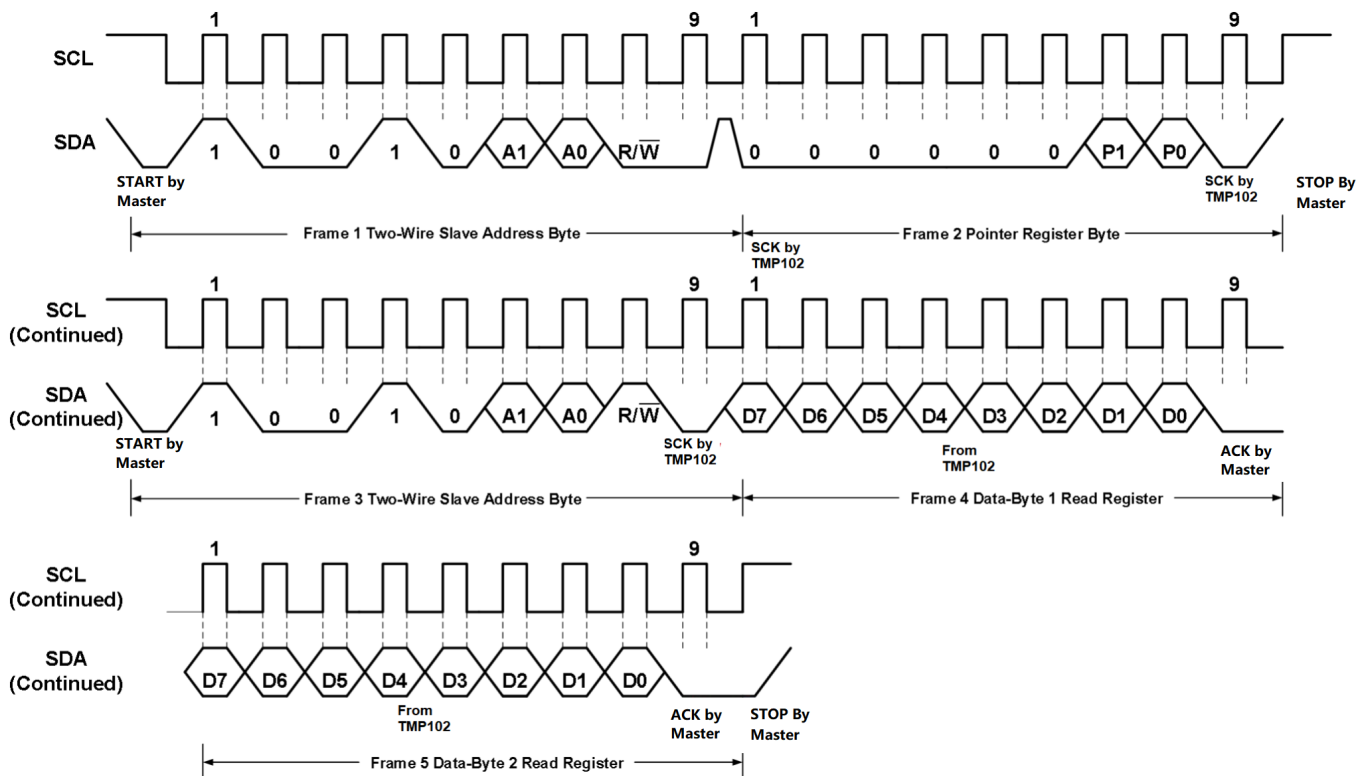 1 9 1 9
SCL
SDA
1 0 0 1 0 A1 A0 R/W 0 0 0 0 0 0 P1 P0
START by
Master
SCK by
TMP102
STOP By
Master
Frame 1 Two-Wire Slave Address Byte
Frame 2 Pointer Register Byte
SCK by
TMP102
1 9 1 9
SCL
(Continued)
SDA
(Continued)
1 0 0 1 0 A1 A0 R/W D7 D6 D5 D4 D3 D2 D1 D0
START by
Master
SCK by
TMP102
From
TMP102
ACK by
Master
Frame 3 Two-Wire Slave Address Byte
Frame 4 Data-Byte 1 Read Register
1 9
SCL
(Continued)
SDA
(Continued)
D7 D6 D5 D4 D3 D2 D1 D0
From
TMP102
ACK by
Master
STOP By
Master
Frame 5 Data-Byte 2 Read Register